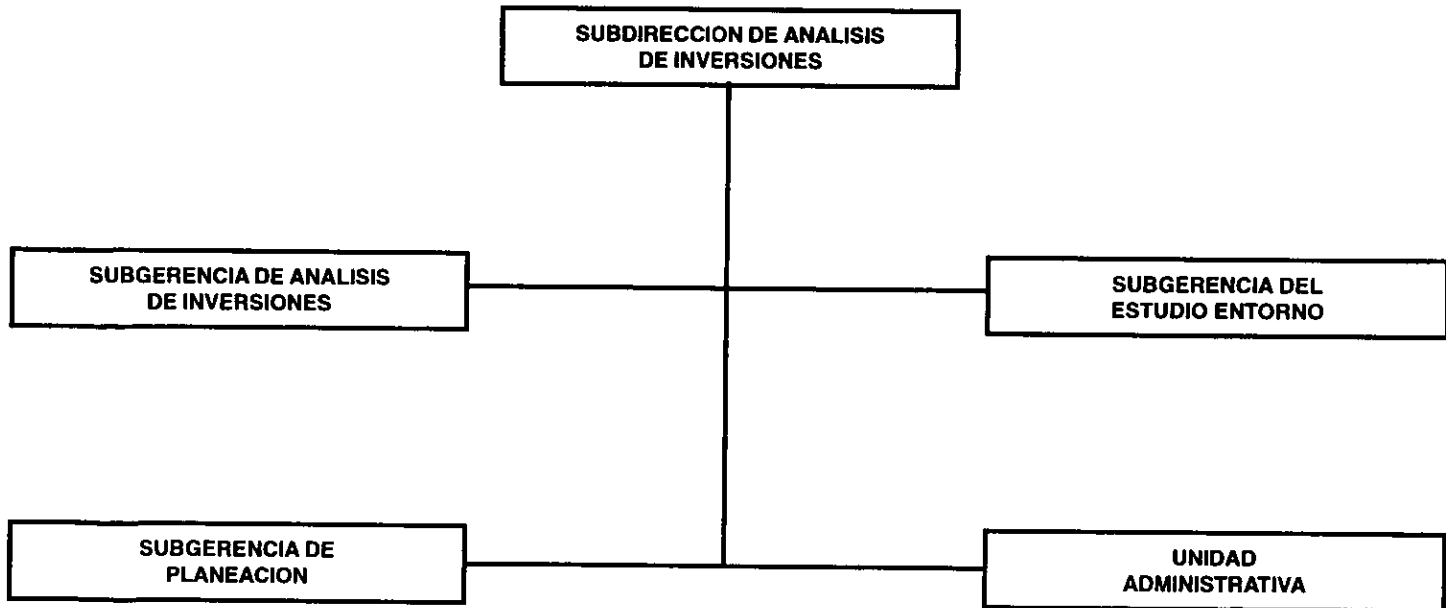 SUBDIRECCION DE ANALISIS
DE INVERSIONES
SUBGERENCIA DE ANALISIS
DE INVERSIONES
SUBGERENCIA DEL
ESTUDIO ENTORNO
SUBGERENCIA DE
PLANEACION
UNIDAD
ADMINISTRATIVA